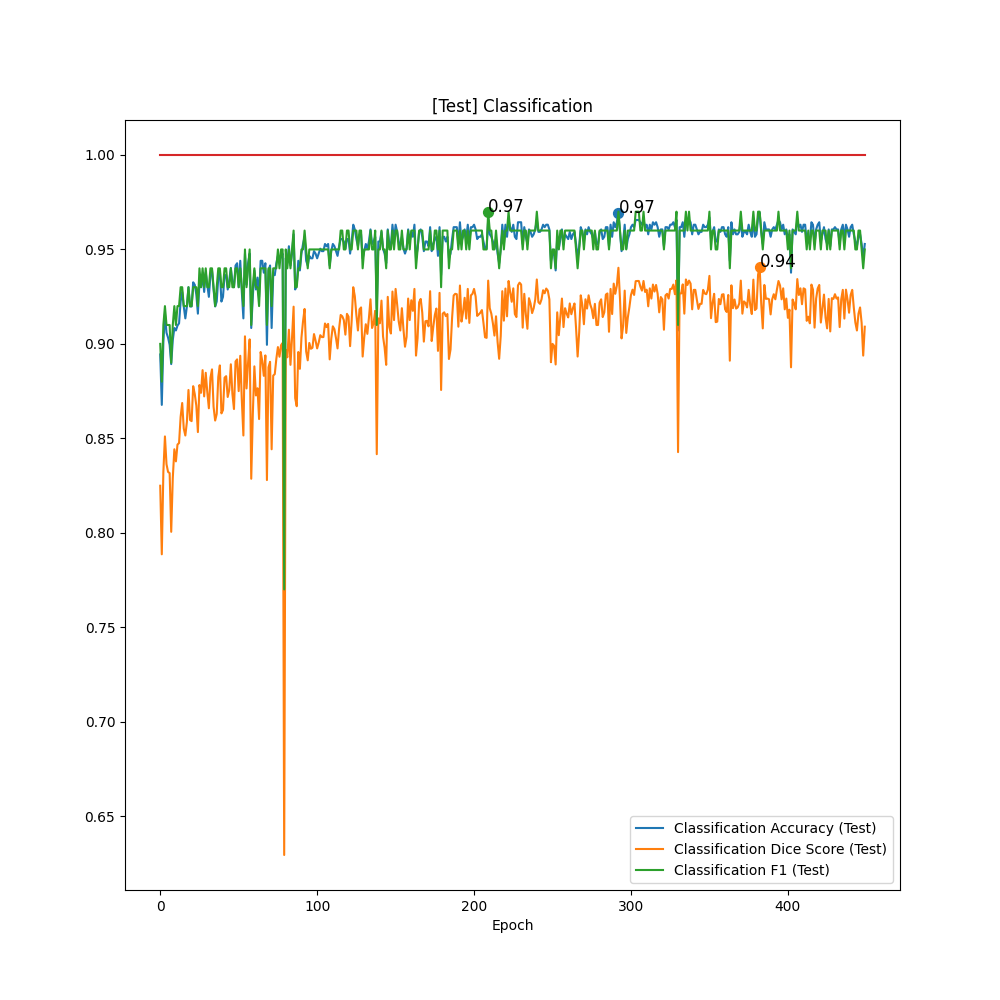 [Test] Classification
1.00
0.95
0.90
0.85
0.80
0.75
0.70
0.65
0.97
0.97
0.94
Classification Accuracy (Test)
Classification Dice Score (Test)
Classification F1 (Test)
0 100 200 300 400
Epoch